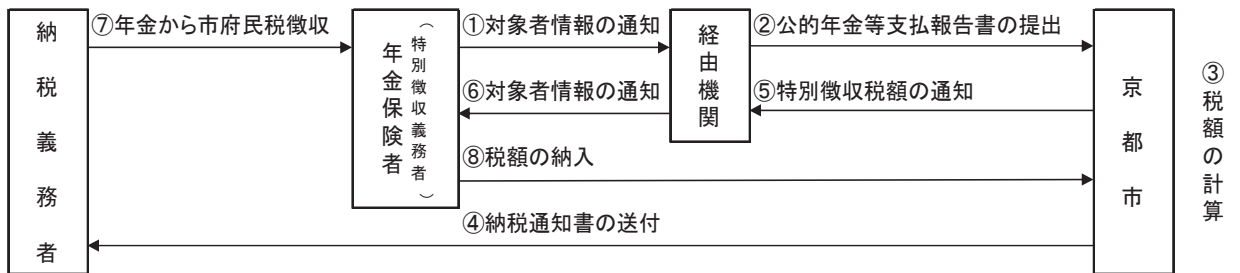 納税義務者
⑦年金から市府民税徴収
年金保険者
（特別徴収義務者）
①対象者情報の通知
⑥対象者情報の通知
経由機関
②公的年金等支払報告書の提出
⑤特別徴収税額の通知
⑧税額の納入
④納税通知書の送付
京都市
③税額の計算